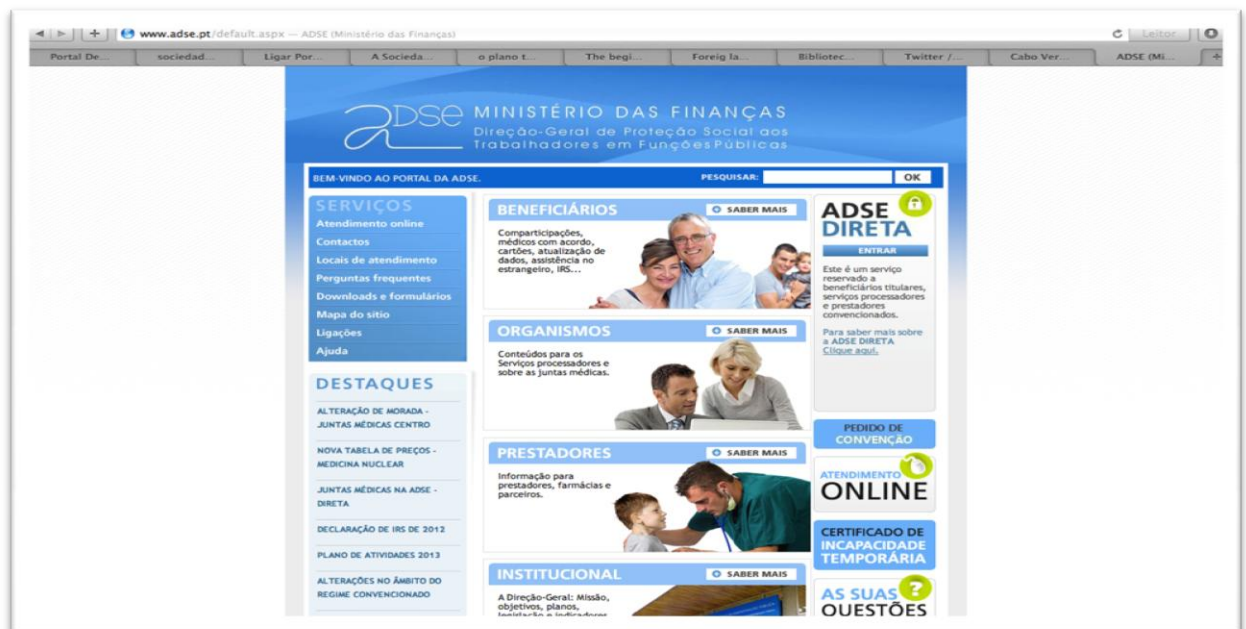 www.adse.pt/default.aspx — ADSE (Ministério das Finanças)
Leitor
Portal De... sociedad... Ligar Por... A Socieda... o plano t... The begi... Foreig la... Bibliotec... Twitter /... Cabo Ver... ADSE (Mi...
adse MINISTÉRIO DAS FINANÇAS
Direção-Geral de Proteção Social aos
Trabalhadores em Funções Públicas
BEM-VINDO AO PORTAL DA ADSE.
PESQUISAR: OK
SERVIÇOS
Atendimento online
Contactos
Locais de atendimento
Perguntas frequentes
Downloads e formulários
Mapa do sítio
Ligações
Ajuda
DESTAQUES
ALTERAÇÃO DE MORADA -
JUNTAS MÉDICAS CENTRO
NOVA TABELA DE PREÇOS -
MEDICINA NUCLEAR
JUNTAS MÉDICAS NA ADSE -
DIRETA
DECLARAÇÃO DE IRS DE 2012
PLANO DE ATIVIDADES 2013
ALTERAÇÕES NO ÂMBITO DO
REGIME CONVENCIONADO
BENEFICIÁRIOS
SABER MAIS
Comparticipações,
médicos com acordo,
cartões, atualização de
dados, assistência no
estrangeiro, IRS...
ORGANISMOS
SABER MAIS
Conteúdos para os
Serviços processadores e
sobre as juntas médicas.
PRESTADORES
SABER MAIS
Informação para
prestadores, farmácias e
parceiros.
INSTITUCIONAL
SABER MAIS
A Direção-Geral: Missão,
objetivos, planos,
legislação e indicadores
ADSE
DIRETA
ENTRAR
Este é um serviço
reservado a
beneficiários titulares,
serviços processadores
e prestadores
convencionados.
Para saber mais sobre
a ADSE DIRETA
Clique aqui.
PEDIDO DE
CONVENÇÃO
ATENDIMENTO
ONLINE
CERTIFICADO DE
INCAPACIDADE
TEMPORÁRIA
AS SUAS
QUESTÕES